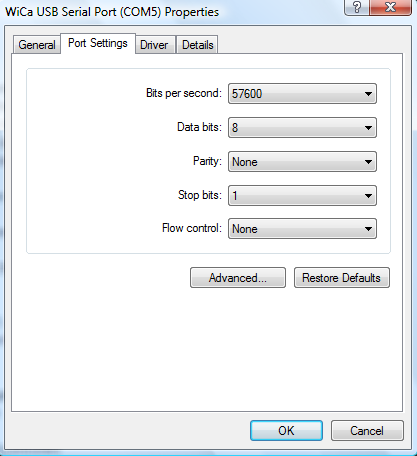 WiCa USB Serial Port (COM5) Properties
?
General Port Settings Driver Details
Bits per second: 57600
Data bits: 8
Parity: None
Stop bits: 1
Flow control: None
Advanced... Restore Defaults
OK Cancel